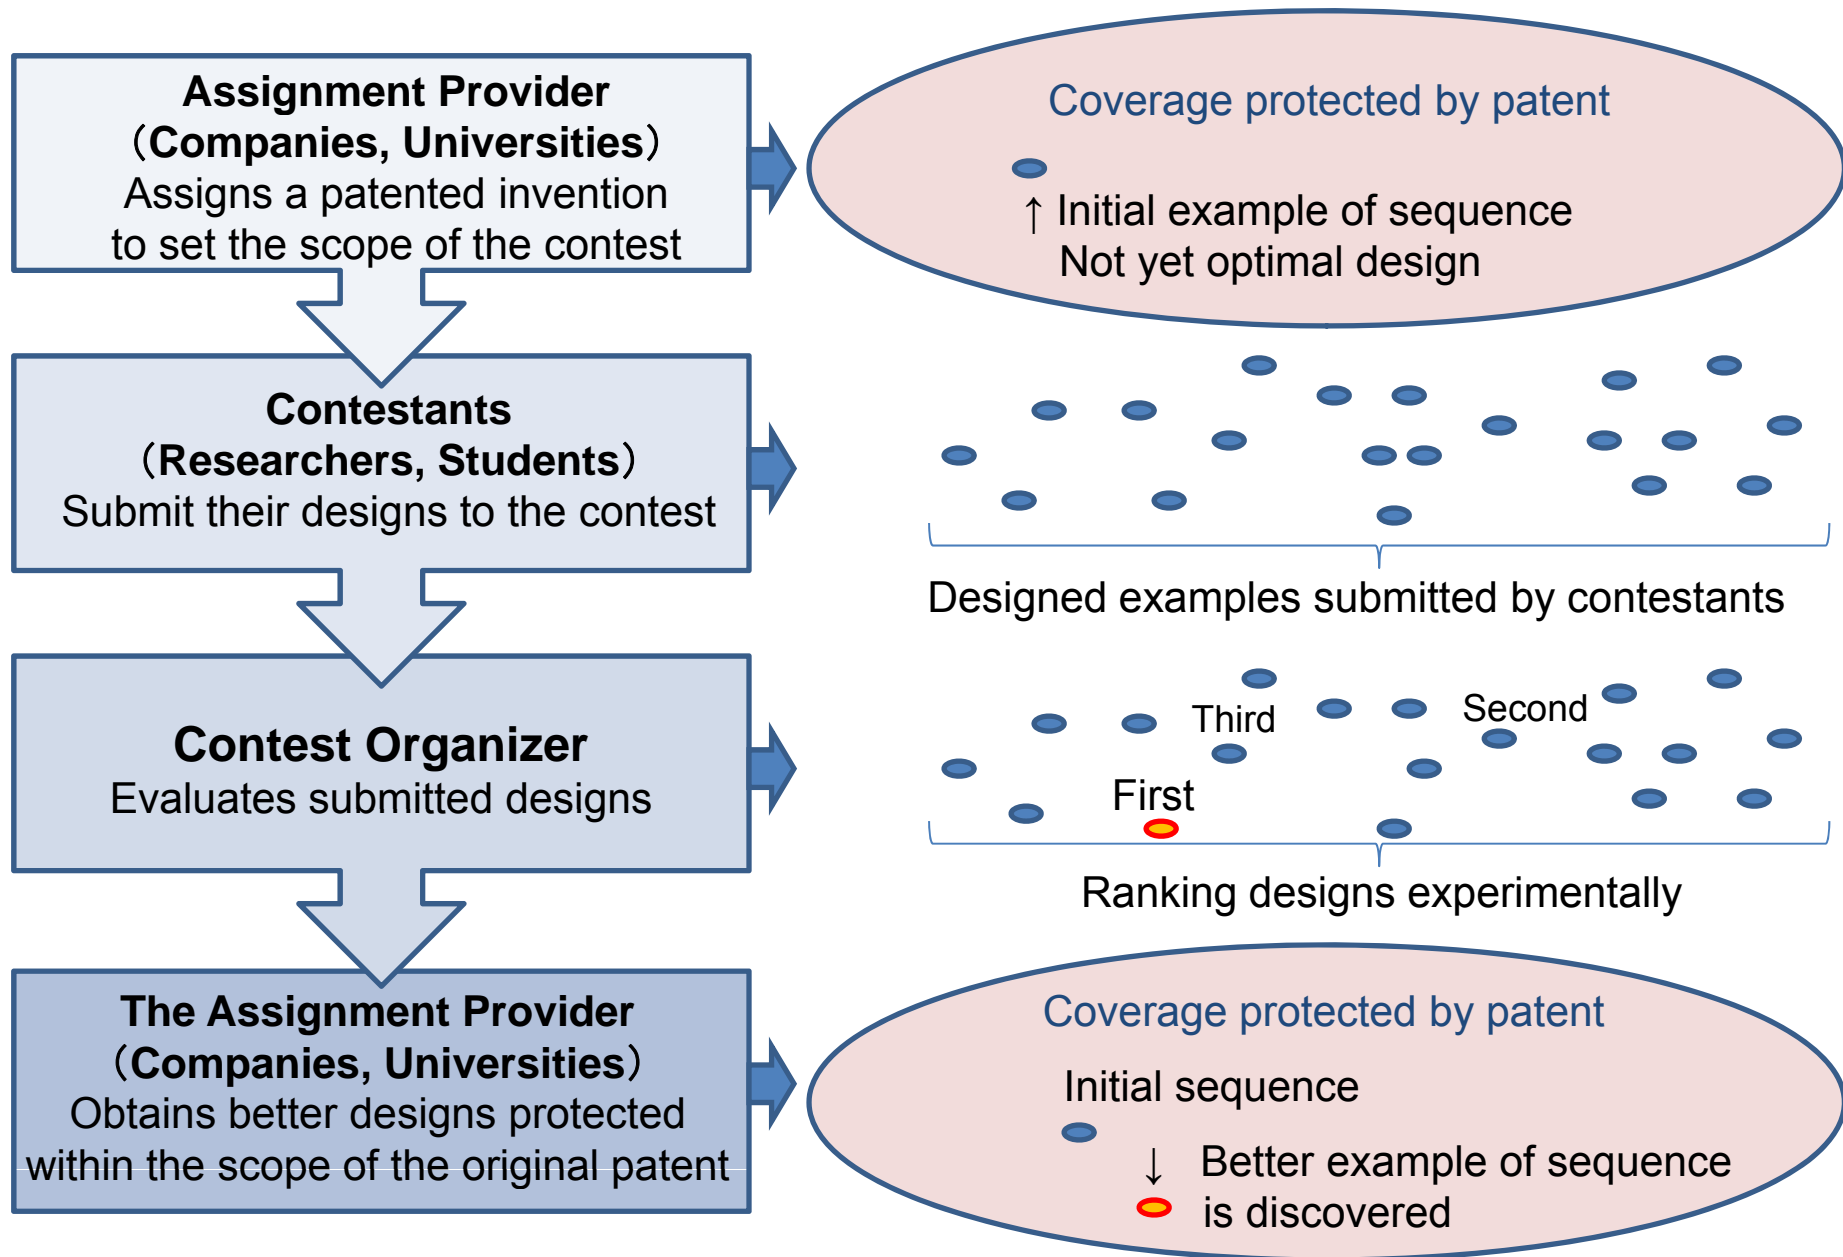 Assignment Provider
（Companies, Universities）
Assigns a patented invention
to set the scope of the contest
Coverage protected by patent
↑ Initial example of sequence
Not yet optimal design
Contestants
（Researchers, Students）
Submit their designs to the contest
Designed examples submitted by contestants
Contest Organizer
Evaluates submitted designs
Third
Second
First
Ranking designs experimentally
The Assignment Provider
（Companies, Universities）
Obtains better designs protected
within the scope of the original patent
Coverage protected by patent
Initial sequence
↓ Better example of sequence
is discovered